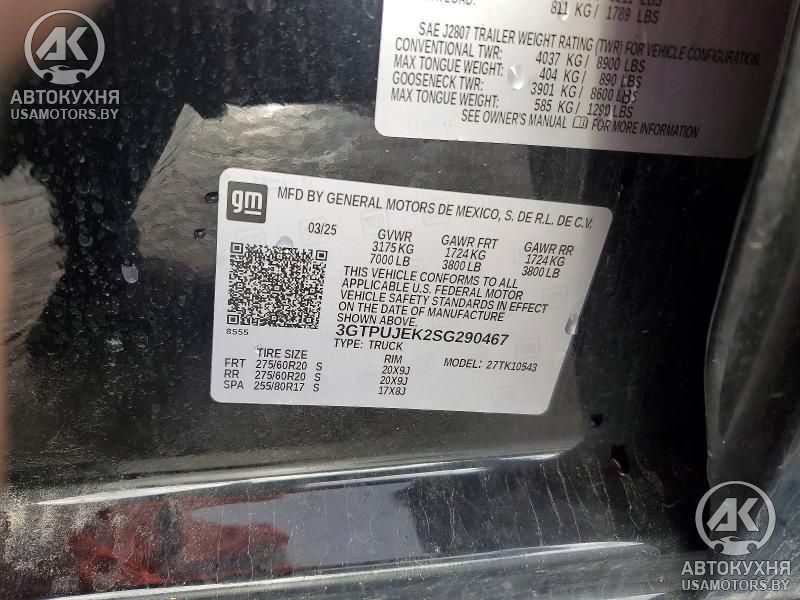 AK
АВТОКУХНЯ
USAMOTORS.BY
811 KG / 1789 LBS
SAE J2807 TRAILER WEIGHT RATING (TWR) FOR VEHICLE CONFIGURATION.
CONVENTIONAL TWR: 4037 KG / 8900 LBS
MAX TONGUE WEIGHT: 404 KG / 890 LBS
GOOSENECK TWR: 3901 KG / 8600 LBS
MAX TONGUE WEIGHT: 585 KG / 1290 LBS
SEE OWNER'S MANUAL FOR MORE INFORMATION
gm
MFD BY GENERAL MOTORS DE MEXICO, S. DE R.L. DE C.V.
03/25 GVWR GAWR FRT GAWR RR
3175 KG 1724 KG 1724 KG
7000 LB 3800 LB 3800 LB
THIS VEHICLE CONFORMS TO ALL
APPLICABLE U.S. FEDERAL MOTOR
VEHICLE SAFETY STANDARDS IN EFFECT
ON THE DATE OF MANUFACTURE
SHOWN ABOVE.
8555
3GTPUJEK2SG290467
TYPE: TRUCK
TIRE SIZE RIM MODEL: 27TK10543
FRT 275/60R20 S 20X9J
RR 275/60R20 S 20X9J
SPA 255/80R17 S 17X8J
AK
АВТОКУХНЯ
USAMOTORS.BY